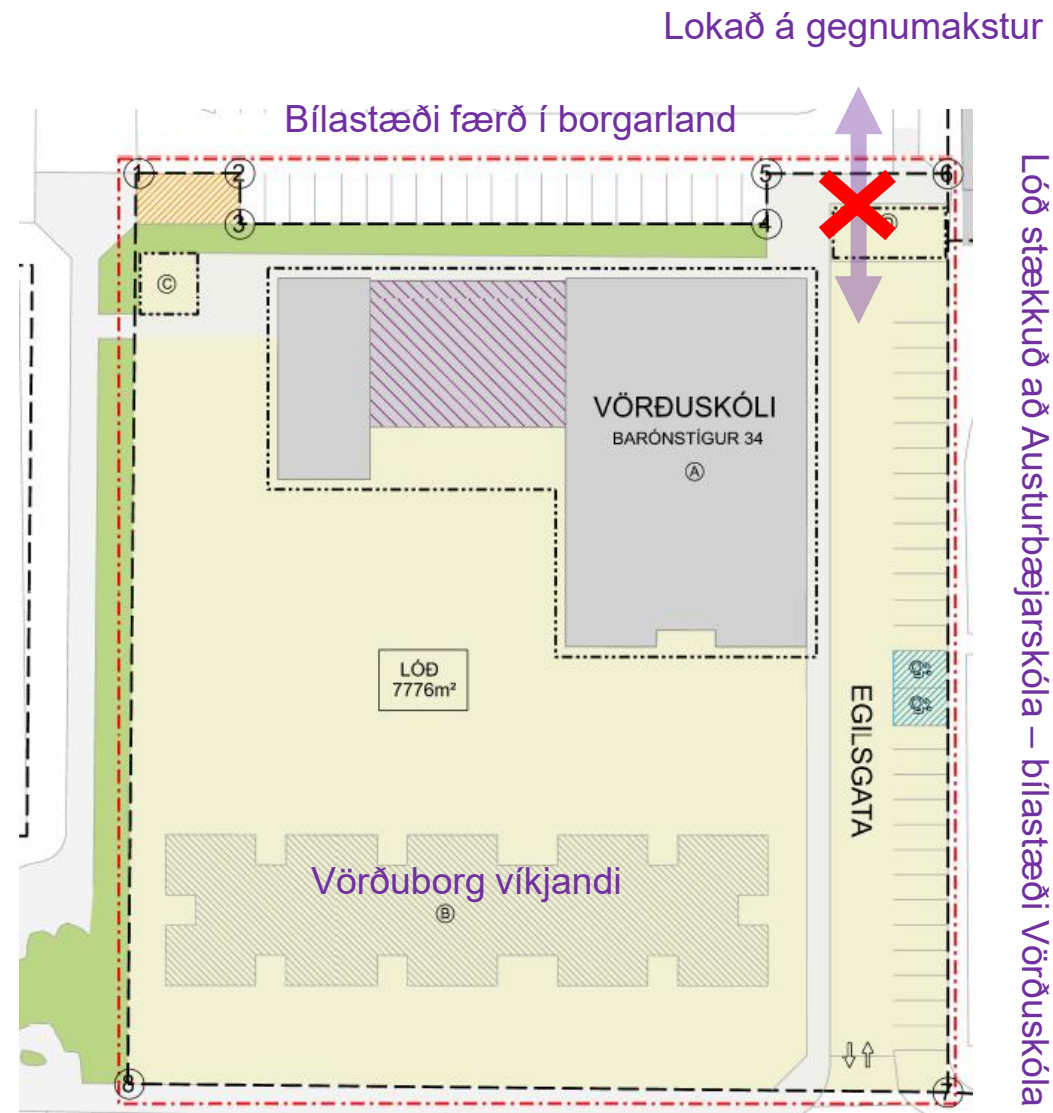 Lokað á gegnumakstur
Bílastæði færð í borgarland
1
2
5
6
3
4
C
VÖRÐUSKÓLI
BARÓNSTÍGUR 34
A
LÓÐ
7776m²
EGILSGATA
Lóð stækkuð að Austurbæjarskóla – bílastæði Vörðuskóla
Vörðuborg víkjandi
B
8
7